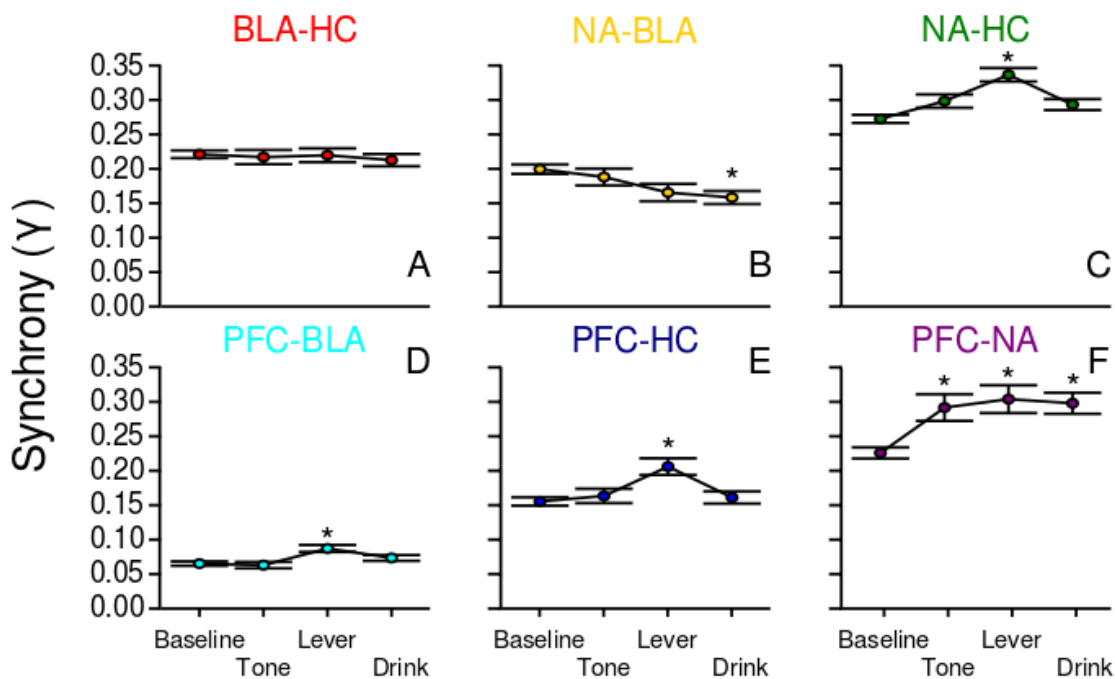 BLA-HC
NA-BLA
NA-HC
Synchrony (γ)
0.35
0.30
0.25
0.20
0.15
0.10
0.05
0.00
*
*
A
B
C
PFC-BLA
PFC-HC
PFC-NA
D
E
F
0.35
0.30
0.25
0.20
0.15
0.10
0.05
0.00
*
*
* * *
Baseline Tone Lever Drink
Baseline Tone Lever Drink
Baseline Tone Lever Drink